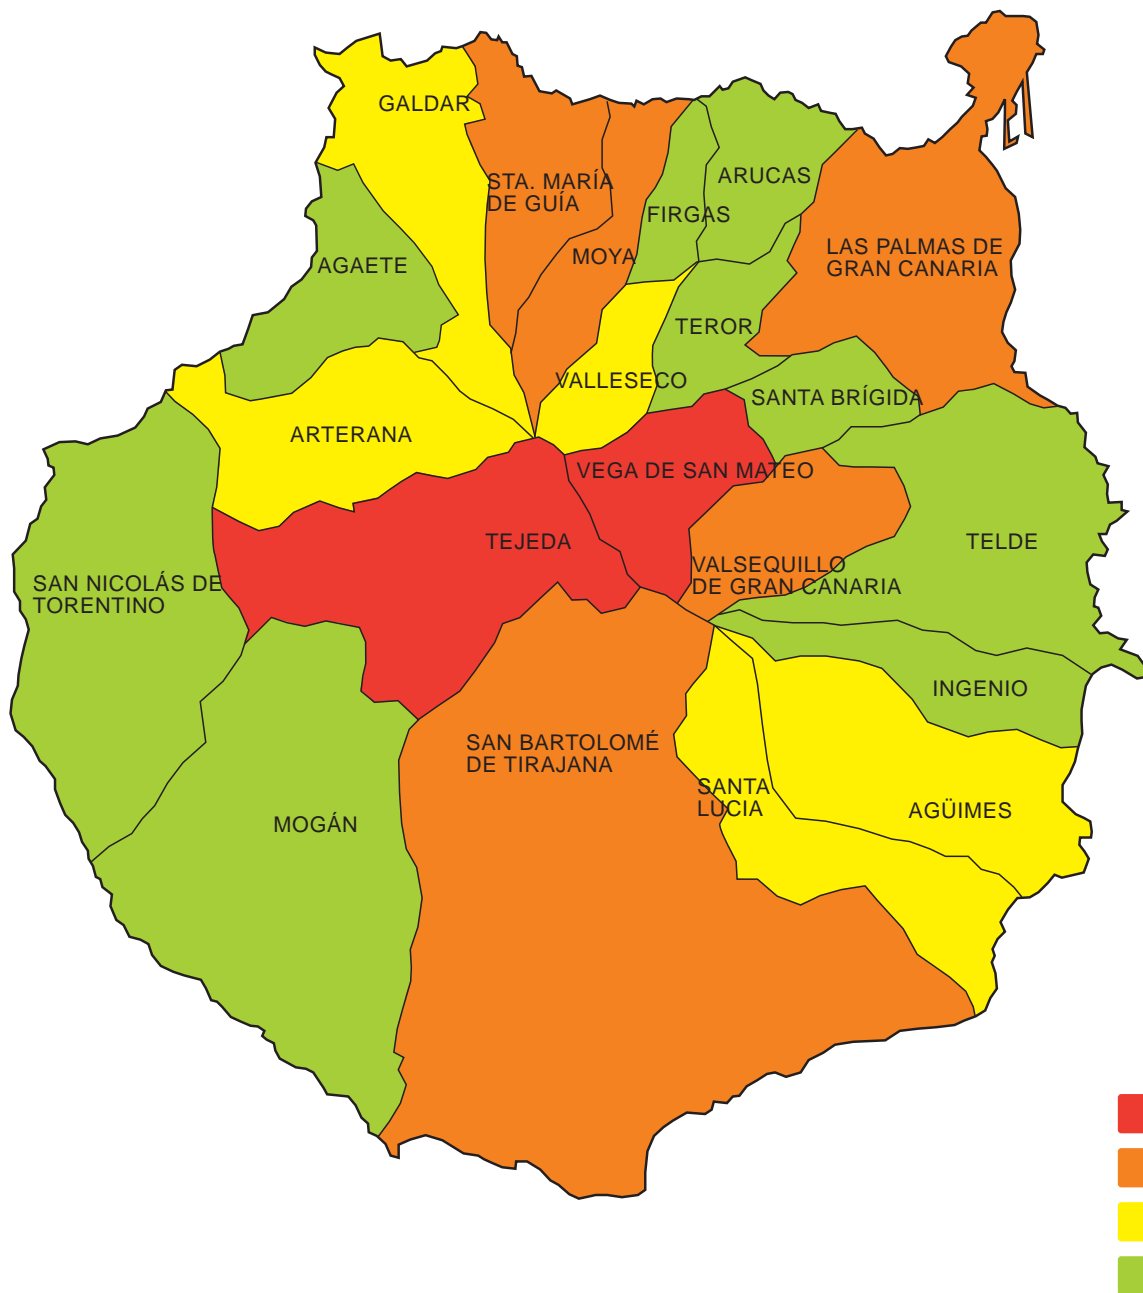 GALDAR
STA. MARÍA
DE GUÍA
ARUCAS
FIRGAS
MOYA
LAS PALMAS DE
GRAN CANARIA
AGAETE
TEROR
VALLESECO
SANTA BRÍGIDA
ARTERANA
VEGA DE SAN MATEO
TEJEDA
TELDE
VALSEQUILLO
DE GRAN CANARIA
SAN NICOLÁS DE
TORENTINO
INGENIO
SAN BARTOLOMÉ
DE TIRAJANA
SANTA
LUCIA
AGÜIMES
MOGÁN